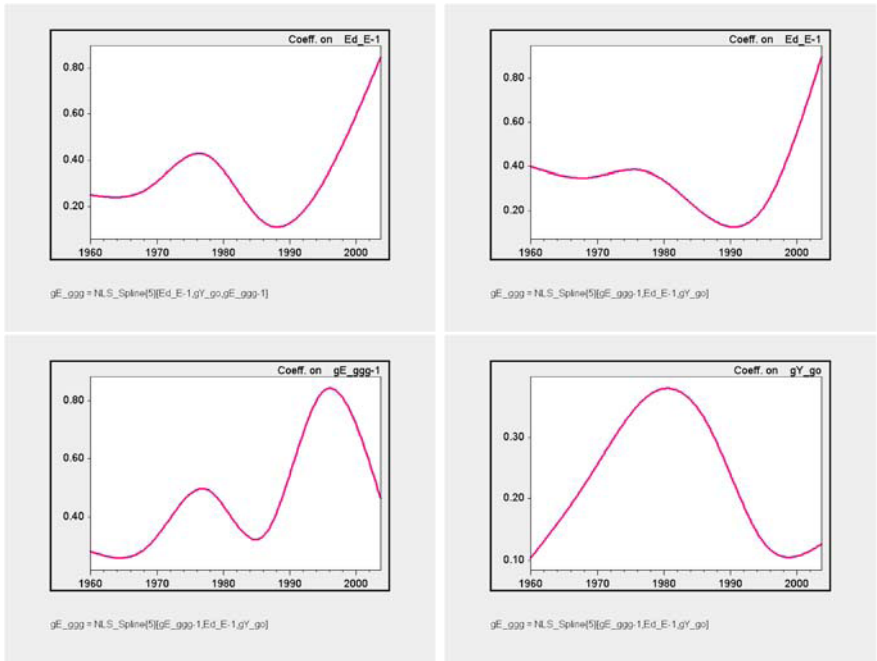 Coeff. on Ed_E-1
0.80
0.60
0.40
0.20
1960 1970 1980 1990 2000
gE_ggg = NLS_Spline[5][Ed_E-1,gY_go,gE_ggg-1]
Coeff. on Ed_E-1
0.80
0.60
0.40
0.20
1960 1970 1980 1990 2000
gE_ggg = NLS_Spline[5][gE_ggg-1,Ed_E-1,gY_go]
Coeff. on gE_ggg-1
0.80
0.60
0.40
1960 1970 1980 1990 2000
gE_ggg = NLS_Spline[5][gE_ggg-1,Ed_E-1,gY_go]
Coeff. on gY_go
0.30
0.20
0.10
1960 1970 1980 1990 2000
gE_ggg = NLS_Spline[5][gE_ggg-1,Ed_E-1,gY_go]